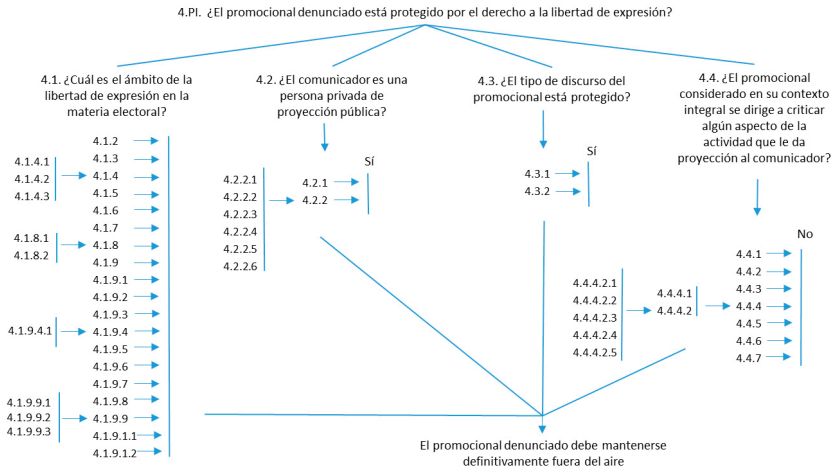 4.PI. ¿El promocional denunciado está protegido por el derecho a la libertad de expresión?
4.1. ¿Cuál es el ámbito de la
libertad de expresión en la
materia electoral?
4.1.4.1
4.1.4.2
4.1.4.3
4.1.8.1
4.1.8.2
4.1.9.4.1
4.1.9.9.1
4.1.9.9.2
4.1.9.9.3
4.1.2
4.1.3
4.1.4
4.1.5
4.1.6
4.1.7
4.1.8
4.1.9
4.1.9.1
4.1.9.2
4.1.9.3
4.1.9.4
4.1.9.5
4.1.9.6
4.1.9.7
4.1.9.8
4.1.9.9
4.1.9.1.1
4.1.9.1.2
4.2. ¿El comunicador es una
persona privada de
proyección pública?
Sí
4.2.2.1
4.2.2.2
4.2.2.3
4.2.2.4
4.2.2.5
4.2.2.6
4.2.1
4.2.2
4.3. ¿El tipo de discurso del
promocional está protegido?
Sí
4.3.1
4.3.2
4.4. ¿El promocional
considerado en su contexto
integral se dirige a criticar
algún aspecto de la
actividad que le da
proyección al comunicador?
No
4.4.4.2.1
4.4.4.2.2
4.4.4.2.3
4.4.4.2.4
4.4.4.2.5
4.4.4.1
4.4.4.2
4.4.1
4.4.2
4.4.3
4.4.4
4.4.5
4.4.6
4.4.7
El promocional denunciado debe mantenerse
definitivamente fuera del aire